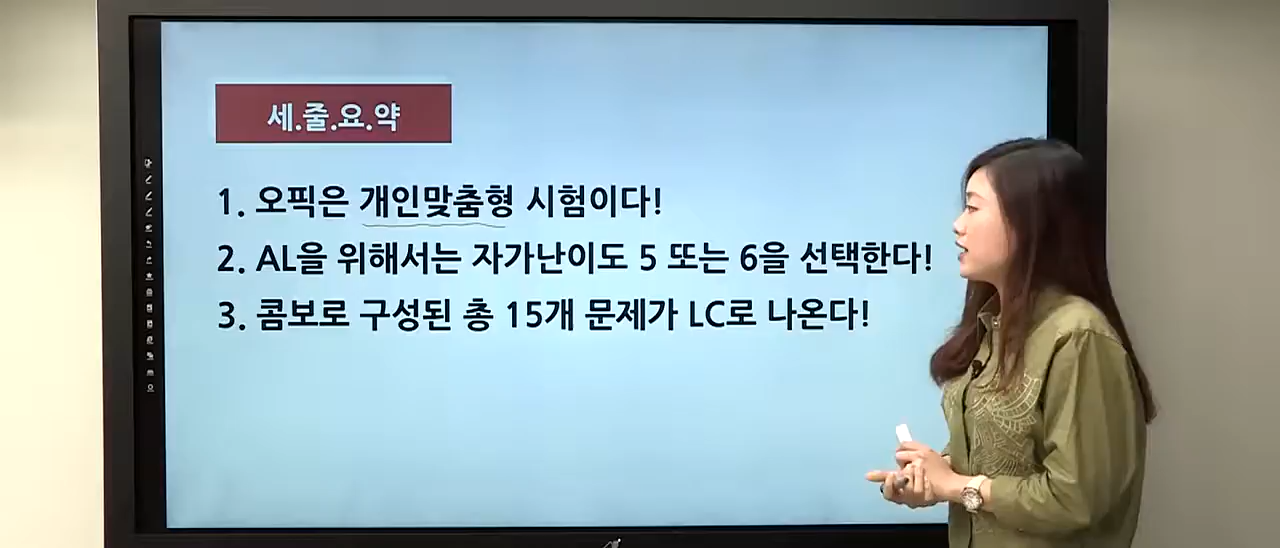 세.줄.요.약
1. 오픽은 개인맞춤형 시험이다!
2. AL을 위해서는 자가난이도 5 또는 6을 선택한다!
3. 콤보로 구성된 총 15개 문제가 LC로 나온다!